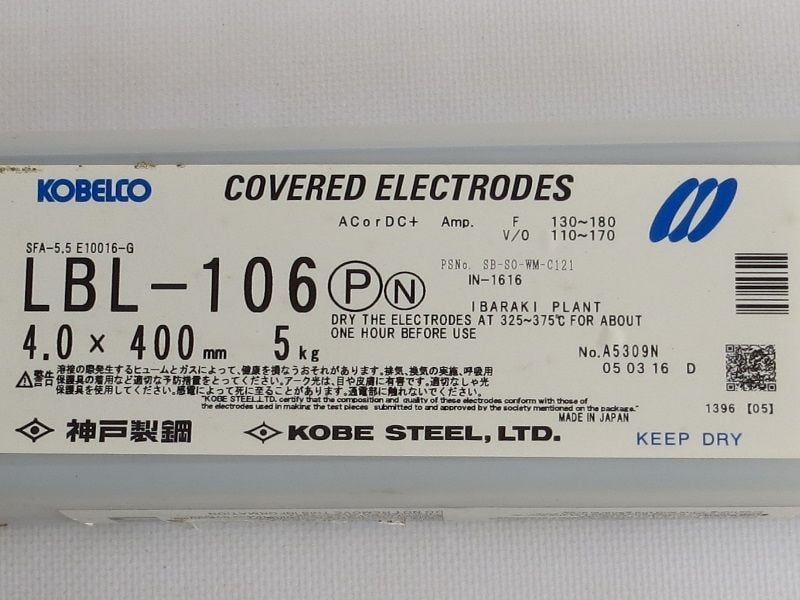 KOBELCO
COVERED ELECTRODES
AC or DC+ Amp. F 130~180
V/O 110~170
SFA-5.5 E10016-G
PSNo. SB-SO-WM-C121
IN-1616
LBL-106 P N
IBARAKI PLANT
DRY THE ELECTRODES AT 325~375℃ FOR ABOUT
ONE HOUR BEFORE USE
4.0 × 400 mm 5 kg
No. A5309N
05 03 16 D
警告 溶接の際発生するヒュームとガスによって、健康を損なうおそれがあります。排気、換気の実施、呼吸用
保護具の着用など適切な予防措置をとってください。アーク光は、目や皮膚に有害です。適切なしゃ光
保護具を使用してください。感電することがあります。通電部に触れないでください。
"KOBE STEEL,LTD. certify that the composition and quality of these electrodes conform with those of
the electrodes used in making the test pieces submitted to and approved by the society mentioned on the package."
MADE IN JAPAN
1396 [05]
神戸製鋼 KOBE STEEL, LTD.
KEEP DRY